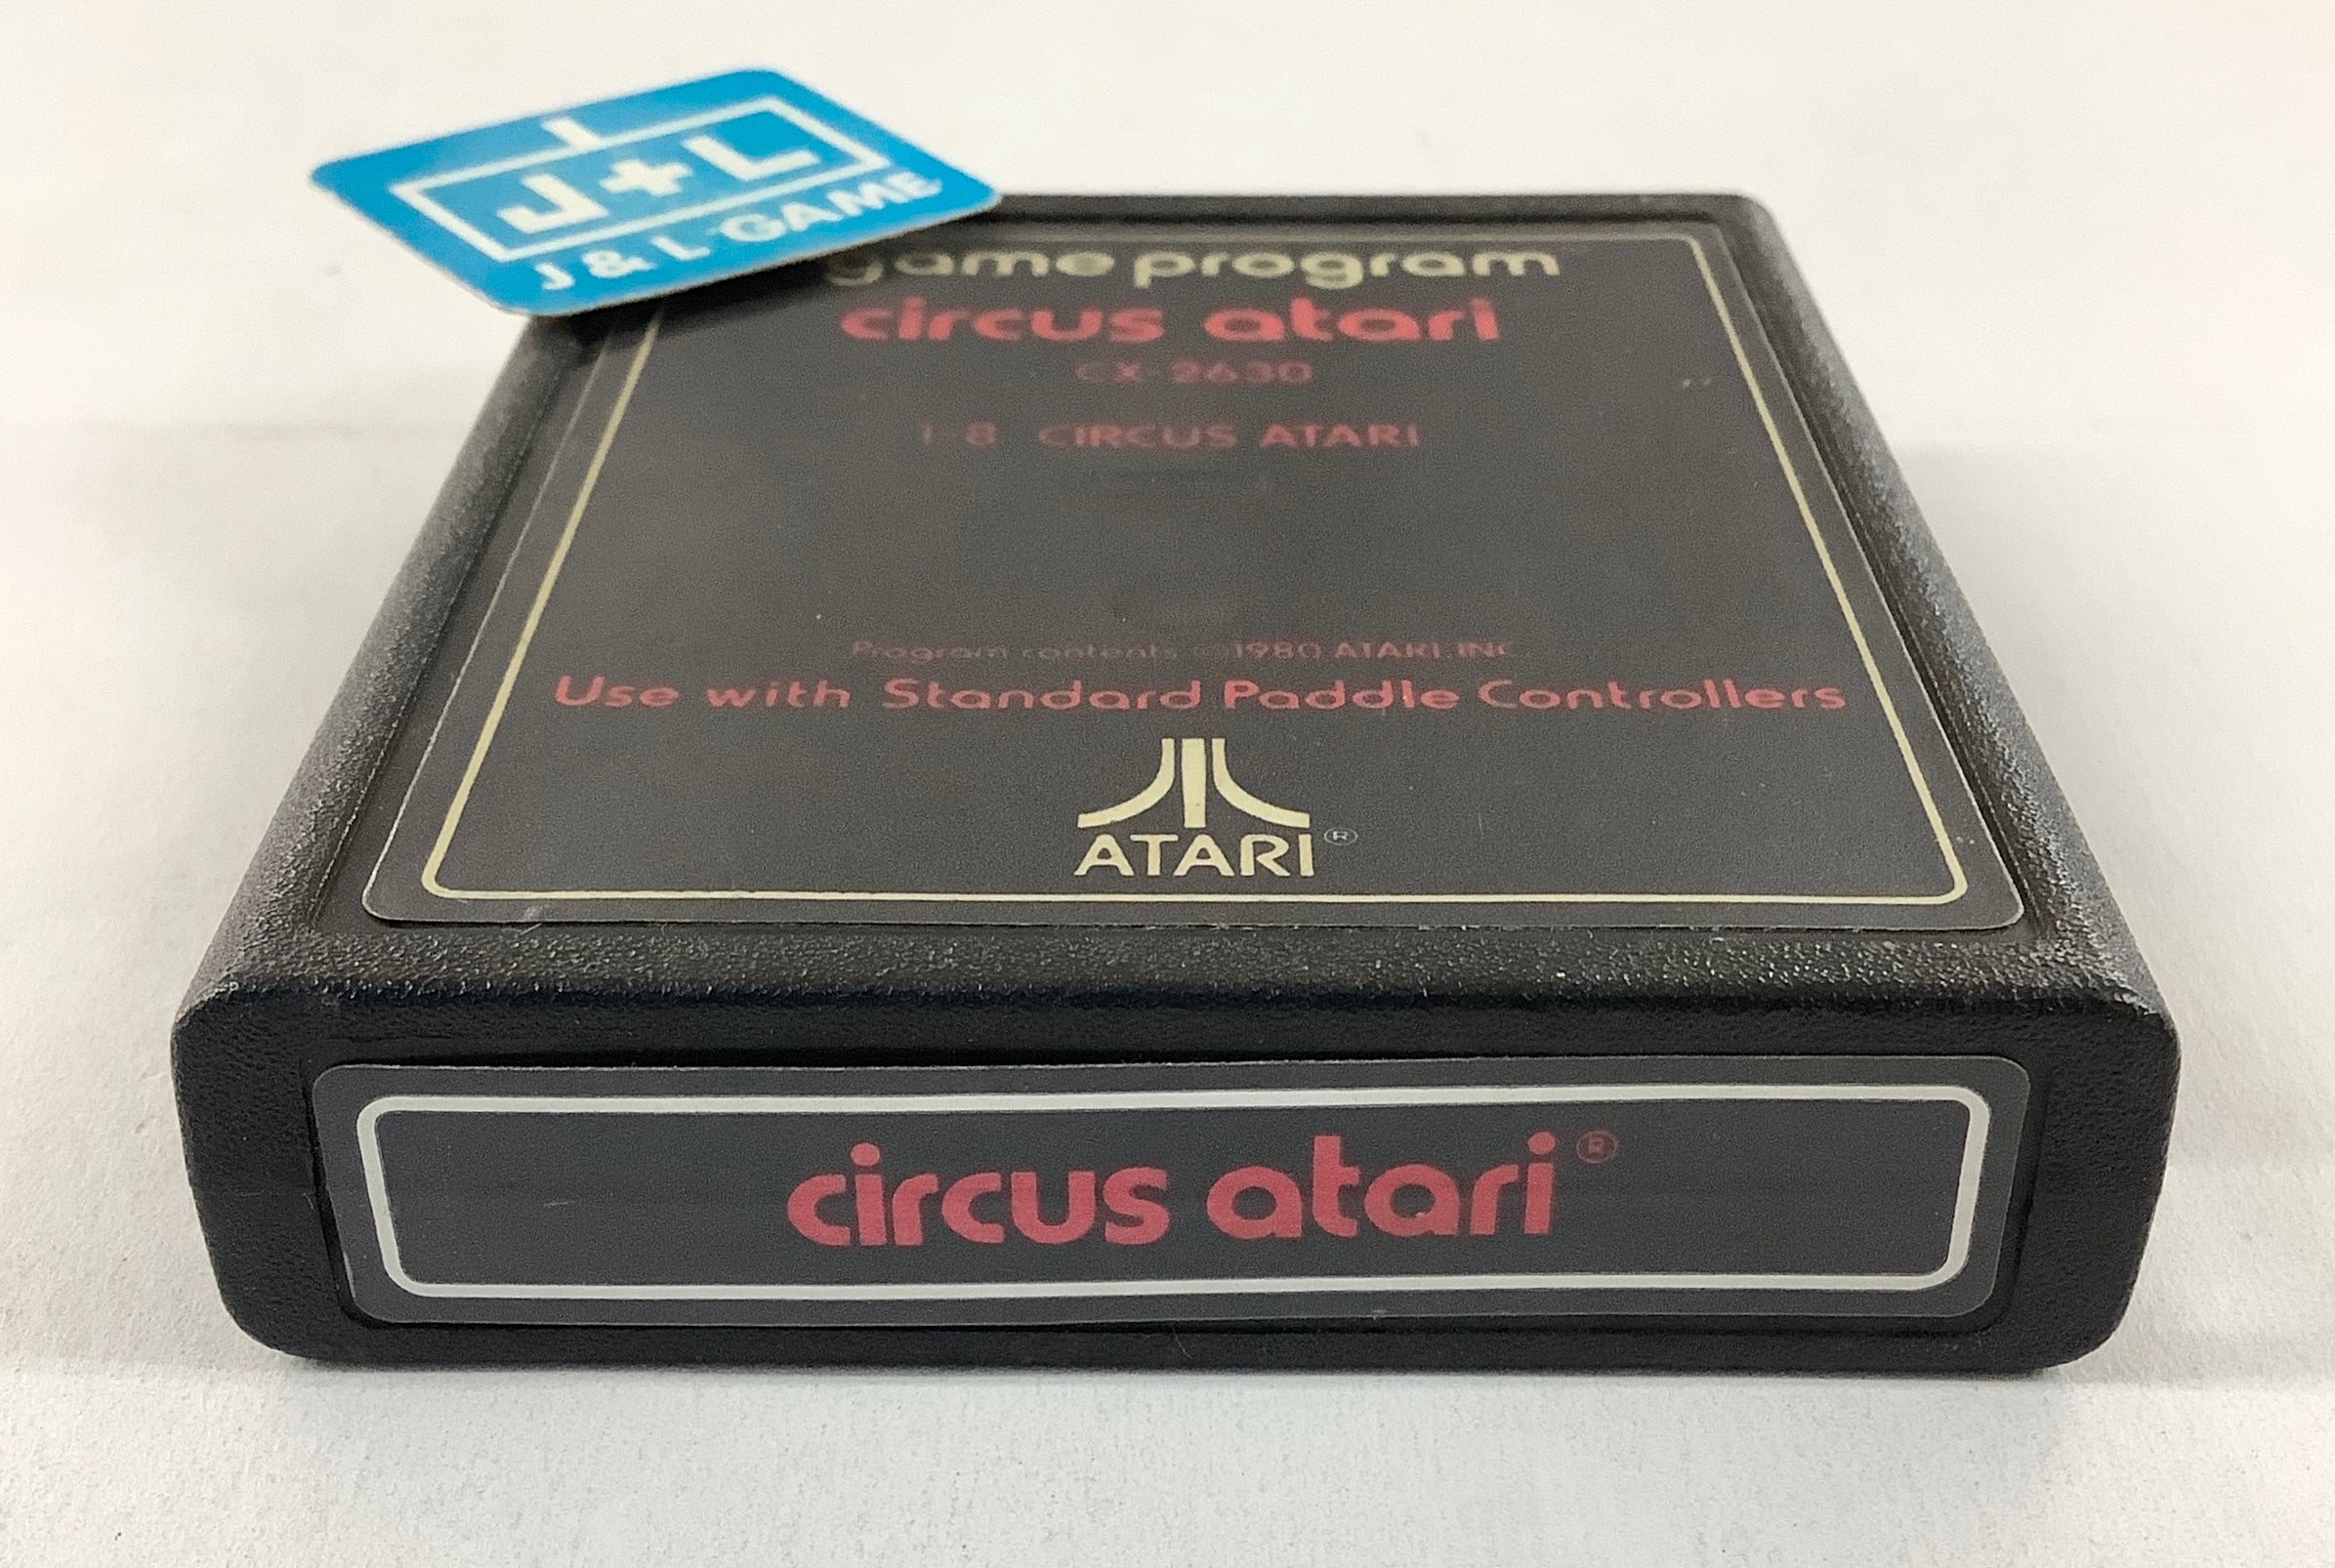 J+L
J & L GAME
game program
circus atari
CX-2630
1-8 CIRCUS ATARI
Program contents ©1980 ATARI, INC.
Use with Standard Paddle Controllers
ATARI®
circus atari®